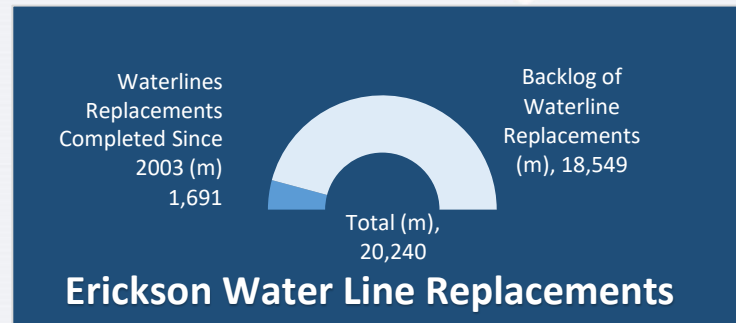 Waterlines
Replacements
Completed Since
2003 (m)
1,691
Backlog of
Waterline
Replacements
(m), 18,549
Total (m),
20,240
Erickson Water Line Replacements